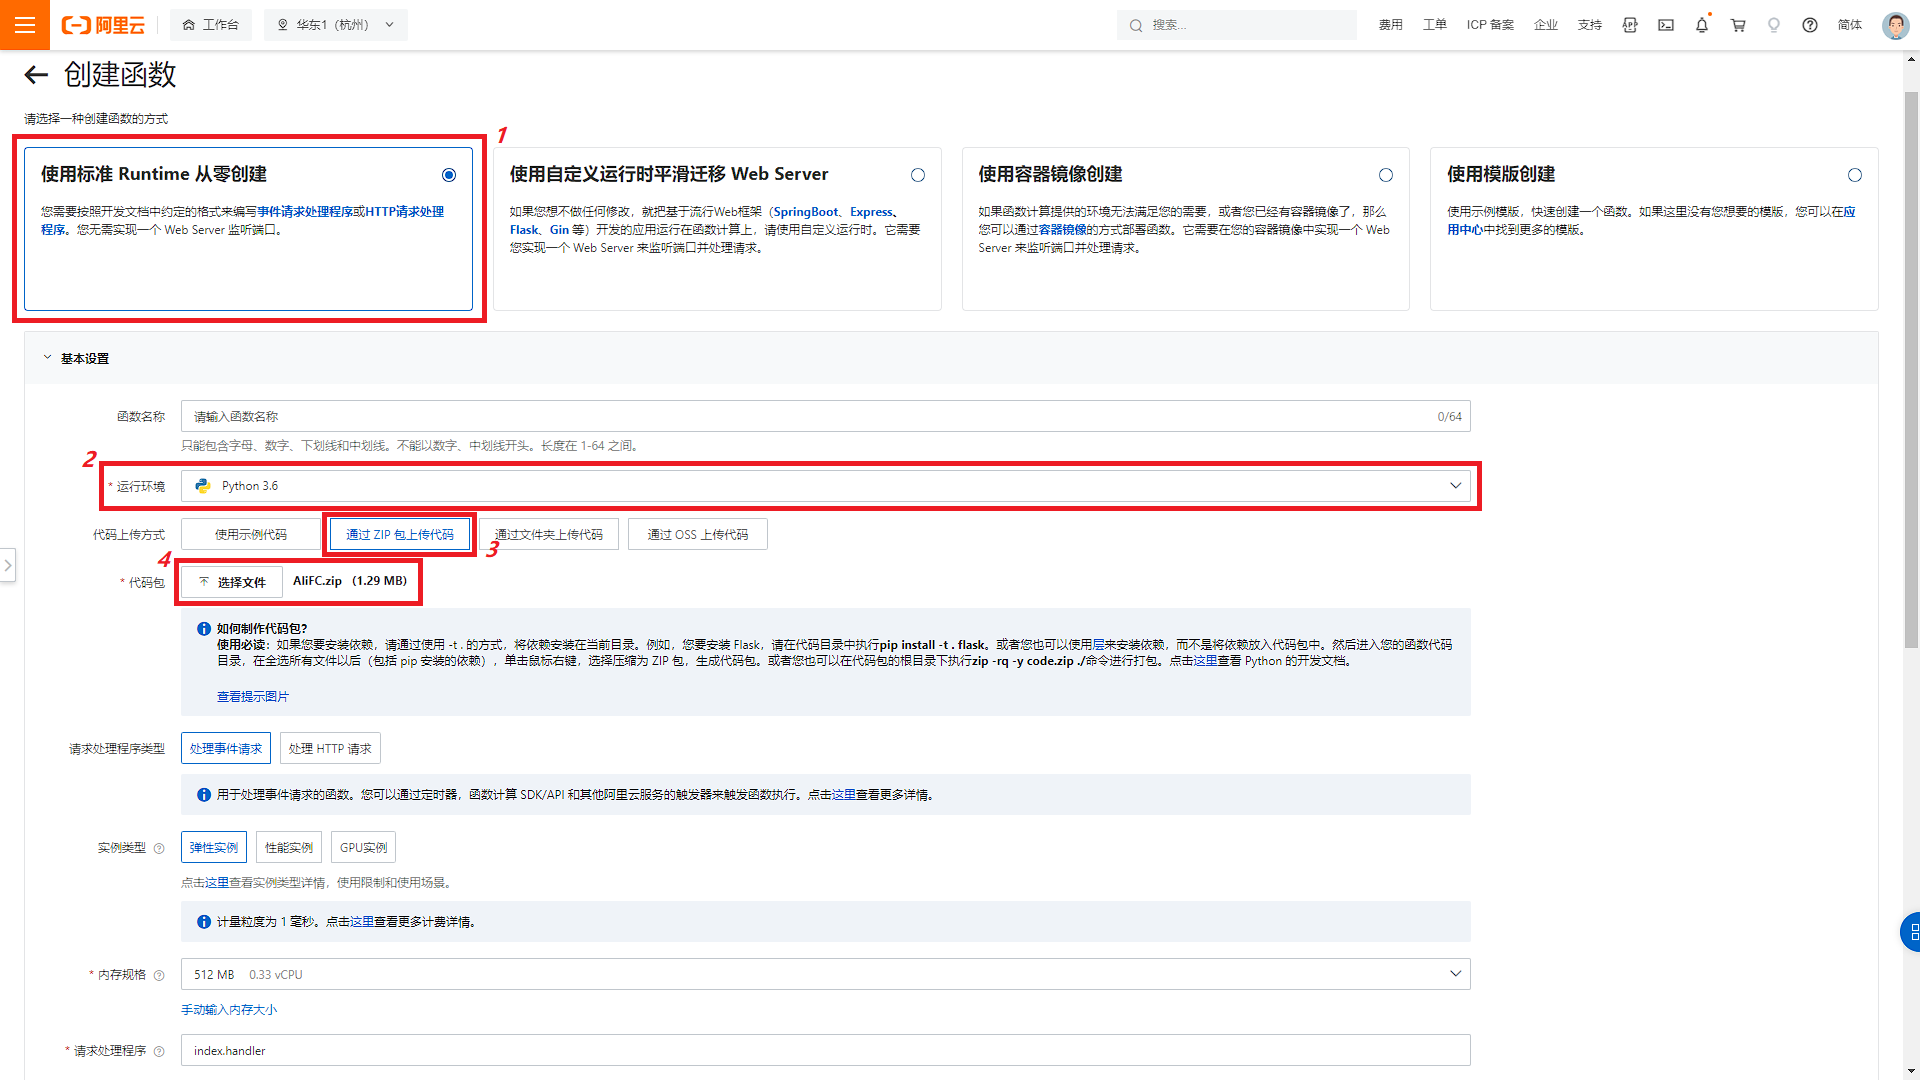 阿里云
工作台
华东1（杭州）
搜索...
费用
工单
ICP 备案
企业
支持
简体
创建函数
请选择一种创建函数的方式
1
使用标准 Runtime 从零创建
您需要按照开发文档中约定的格式来编写事件请求处理程序或HTTP请求处理
程序。您无需实现一个 Web Server 监听端口。
使用自定义运行时平滑迁移 Web Server
如果您想不做任何修改，就把基于流行Web框架（SpringBoot、Express、
Flask、Gin 等）开发的应用运行在函数计算上，请使用自定义运行时。它需要
您实现一个 Web Server 来监听端口并处理请求。
使用容器镜像创建
如果函数计算提供的环境无法满足您的需要，或者您已经有容器镜像了，那么
您可以通过容器镜像的方式部署函数。它需要在您的容器镜像中实现一个 Web
Server 来监听端口并处理请求。
使用模版创建
使用示例模版，快速创建一个函数。如果这里没有您想要的模版，您可以在应
用中心中找到更多的模版。
基本设置
函数名称
请输入函数名称
0/64
只能包含字母、数字、下划线和中划线。不能以数字、中划线开头。长度在 1-64 之间。
2
* 运行环境
Python 3.6
代码上传方式
使用示例代码
通过 ZIP 包上传代码
通过文件夹上传代码
通过 OSS 上传代码
3
4
* 代码包
选择文件
AliFC.zip （1.29 MB）
如何制作代码包？
使用必读：如果您要安装依赖，请通过使用 -t . 的方式，将依赖安装在当前目录。例如，您要安装 Flask，请在代码目录中执行pip install -t . flask。或者您也可以使用层来安装依赖，而不是将依赖放入代码包中。然后进入您的函数代码
目录，在全选所有文件以后（包括 pip 安装的依赖），单击鼠标右键，选择压缩为 ZIP 包，生成代码包。或者您也可以在代码包的根目录下执行zip -rq -y code.zip ./命令进行打包。点击这里查看 Python 的开发文档。
查看提示图片
请求处理程序类型
处理事件请求
处理 HTTP 请求
用于处理事件请求的函数。您可以通过定时器，函数计算 SDK/API 和其他阿里云服务的触发器来触发函数执行。点击这里查看更多详情。
实例类型
弹性实例
性能实例
GPU实例
点击这里查看实例类型详情，使用限制和使用场景。
计量粒度为 1 毫秒。点击这里查看更多计费详情。
* 内存规格
512 MB 0.33 vCPU
手动输入内存大小
* 请求处理程序
index.handler